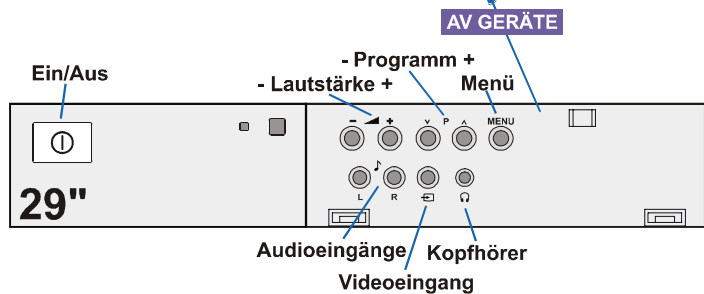 AV GERÄTE
- Programm +
Ein/Aus
- Lautstärke +
Menü
- + P MENU
29"
L R
Audioeingänge
Kopfhörer
Videoeingang